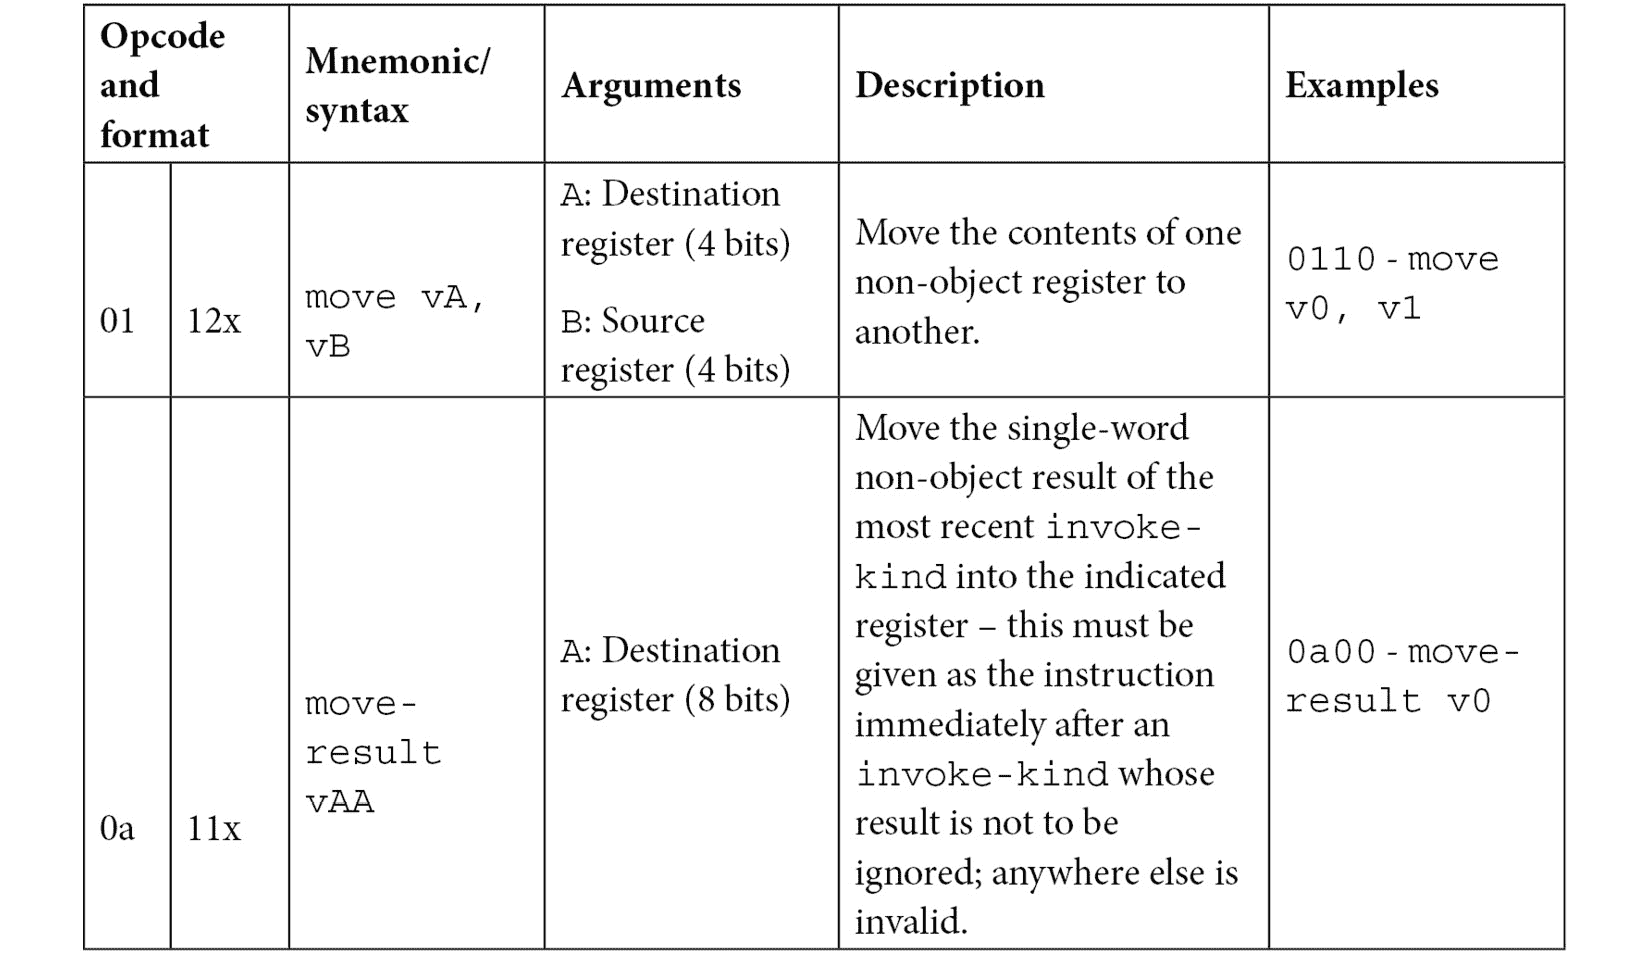 Opcode
and
format
Mnemonic/
syntax
Arguments
Description
Examples
01
12x
move vA,
vB
A: Destination
register (4 bits)
B: Source
register (4 bits)
Move the contents of one
non-object register to
another.
0110 - move
v0, v1
0a
11x
move-
result
vAA
A: Destination
register (8 bits)
Move the single-word
non-object result of the
most recent invoke-
kind into the indicated
register – this must be
given as the instruction
immediately after an
invoke-kind whose
result is not to be
ignored; anywhere else is
invalid.
0a00 - move-
result v0